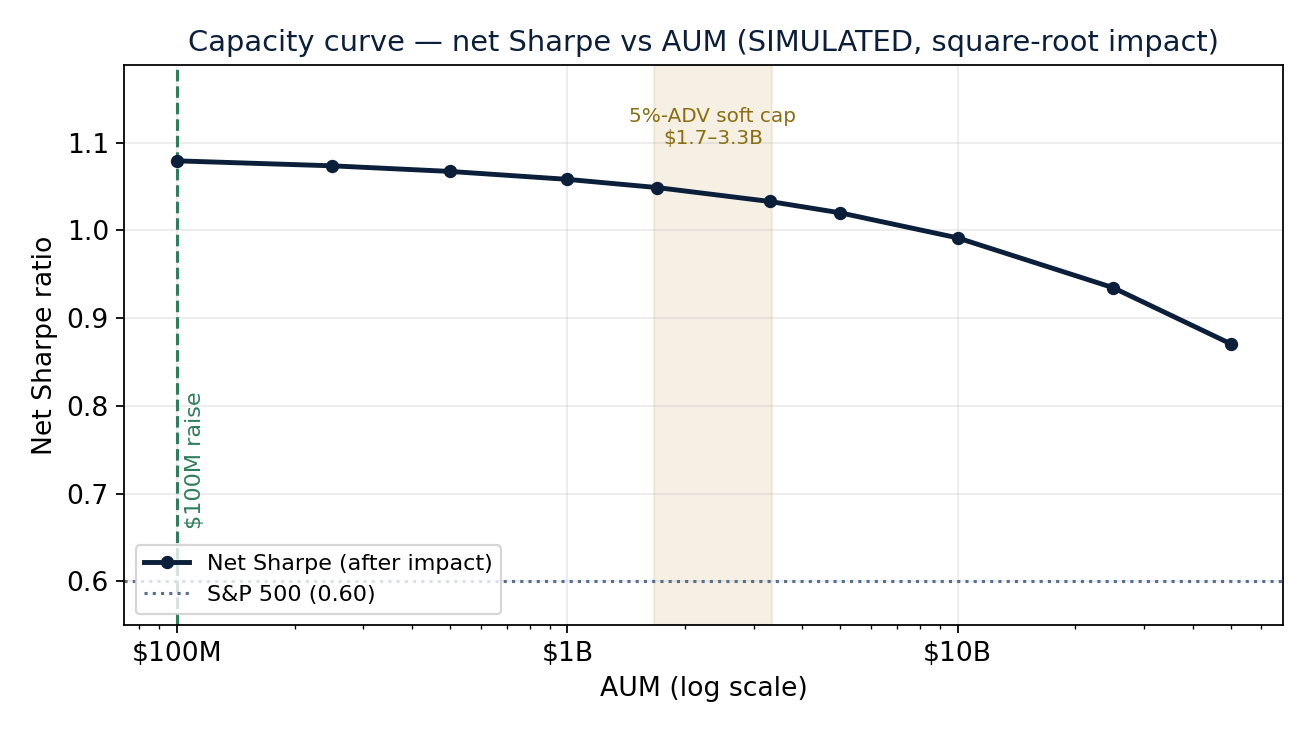 Capacity curve — net Sharpe vs AUM (SIMULATED, square-root impact)
5%-ADV soft cap
$1.7–3.3B
1.1
1.0
0.9
0.8
0.7
0.6
Net Sharpe ratio
$100M raise
Net Sharpe (after impact)
S&P 500 (0.60)
$100M
$1B
$10B
AUM (log scale)